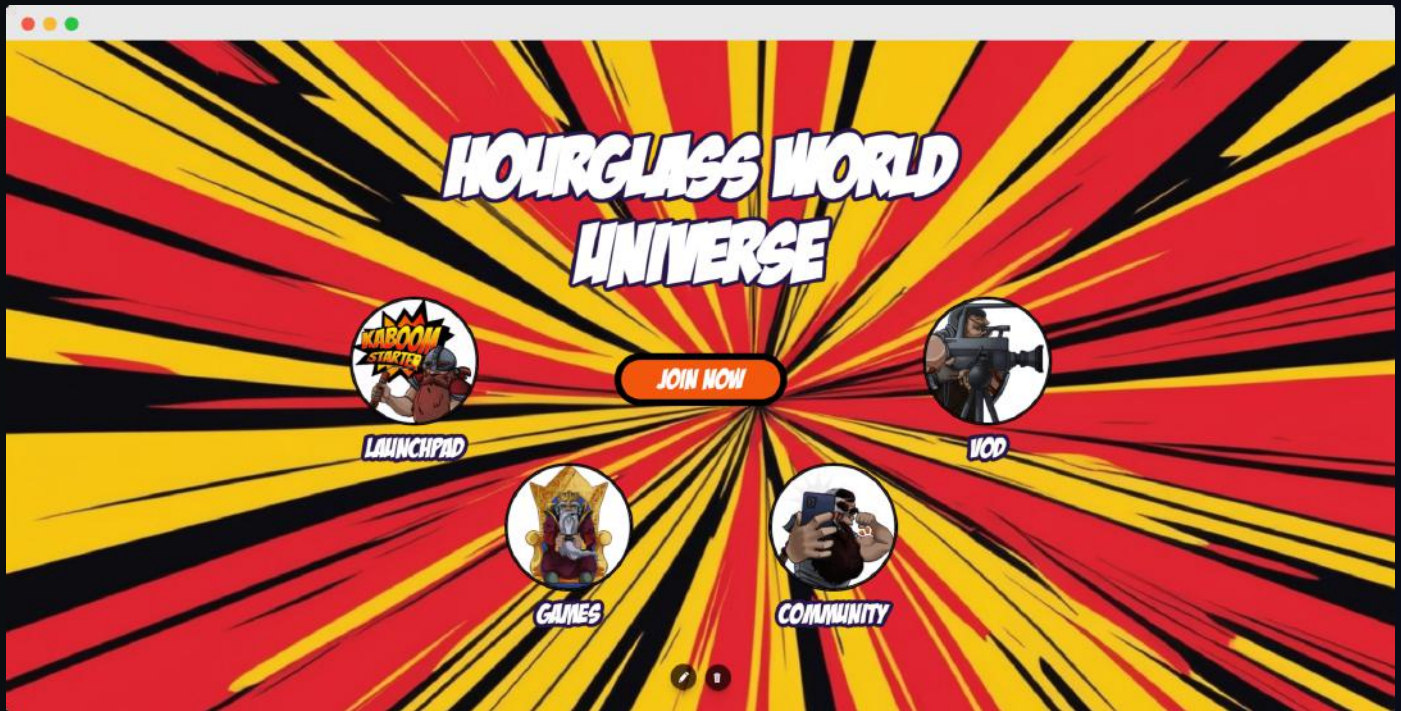 HOURGLASS WORLD
UNIVERSE
KABOOM
STARTER
JOIN NOW
LAUNCHPAD
VOD
GAMES
COMMUNITY